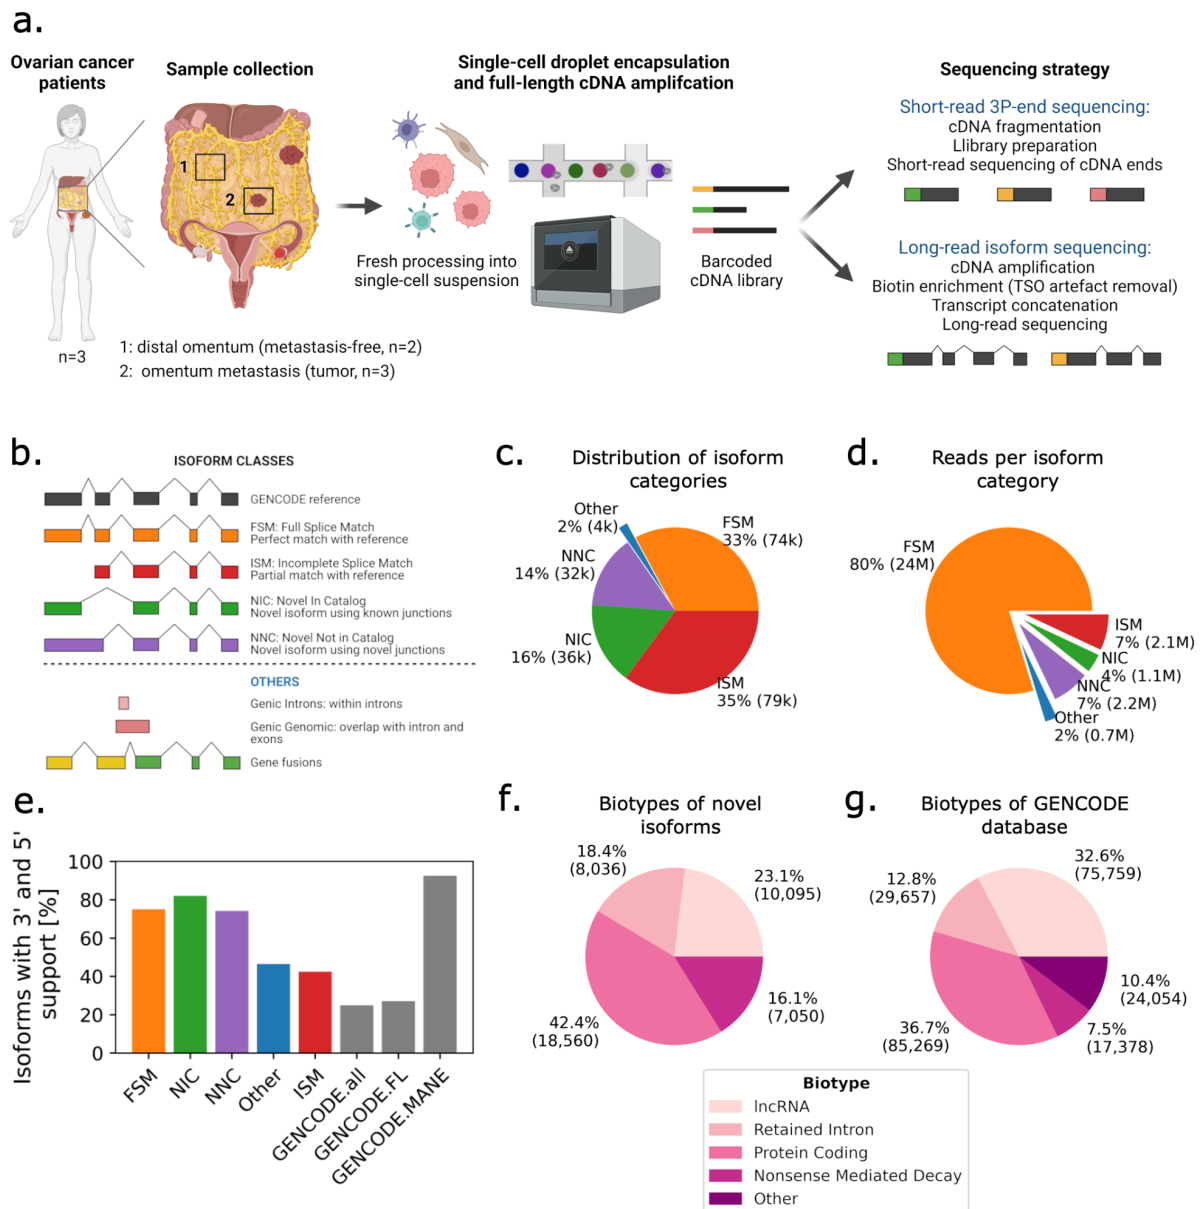 a.
Ovarian cancer
patients
Sample collection
Single-cell droplet encapsulation
and full-length cDNA amplifcation
Sequencing strategy
Short-read 3P-end sequencing:
cDNA fragmentation
Llibrary preparation
Short-read sequencing of cDNA ends
1
2
Fresh processing into
single-cell suspension
Barcoded
cDNA library
Long-read isoform sequencing:
cDNA amplification
Biotin enrichment (TSO artefact removal)
Transcript concatenation
Long-read sequencing
n=3
1: distal omentum (metastasis-free, n=2)
2: omentum metastasis (tumor, n=3)
b.
ISOFORM CLASSES
GENCODE reference
FSM: Full Splice Match
Perfect match with reference
ISM: Incomplete Splice Match
Partial match with reference
NIC: Novel In Catalog
Novel isoform using known junctions
NNC: Novel Not in Catalog
Novel isoform using novel junctions
OTHERS
Genic Introns: within introns
Genic Genomic: overlap with intron and
exons
Gene fusions
c.
Distribution of isoform
categories
Other
2% (4k)
FSM
33% (74k)
NNC
14% (32k)
NIC
16% (36k)
ISM
35% (79k)
d.
Reads per isoform
category
FSM
80% (24M)
ISM
7% (2.1M)
NIC
4% (1.1M)
NNC
7% (2.2M)
Other
2% (0.7M)
e.
Isoforms with 3' and 5'
support [%]
100
80
60
40
20
0
FSM
NIC
NNC
Other
ISM
GENCODE.all
GENCODE.FL
GENCODE.MANE
f.
Biotypes of novel
isoforms
18.4%
(8,036)
23.1%
(10,095)
42.4%
(18,560)
16.1%
(7,050)
g.
Biotypes of GENCODE
database
32.6%
(75,759)
12.8%
(29,657)
10.4%
(24,054)
36.7%
(85,269)
7.5%
(17,378)
Biotype
lncRNA
Retained Intron
Protein Coding
Nonsense Mediated Decay
Other